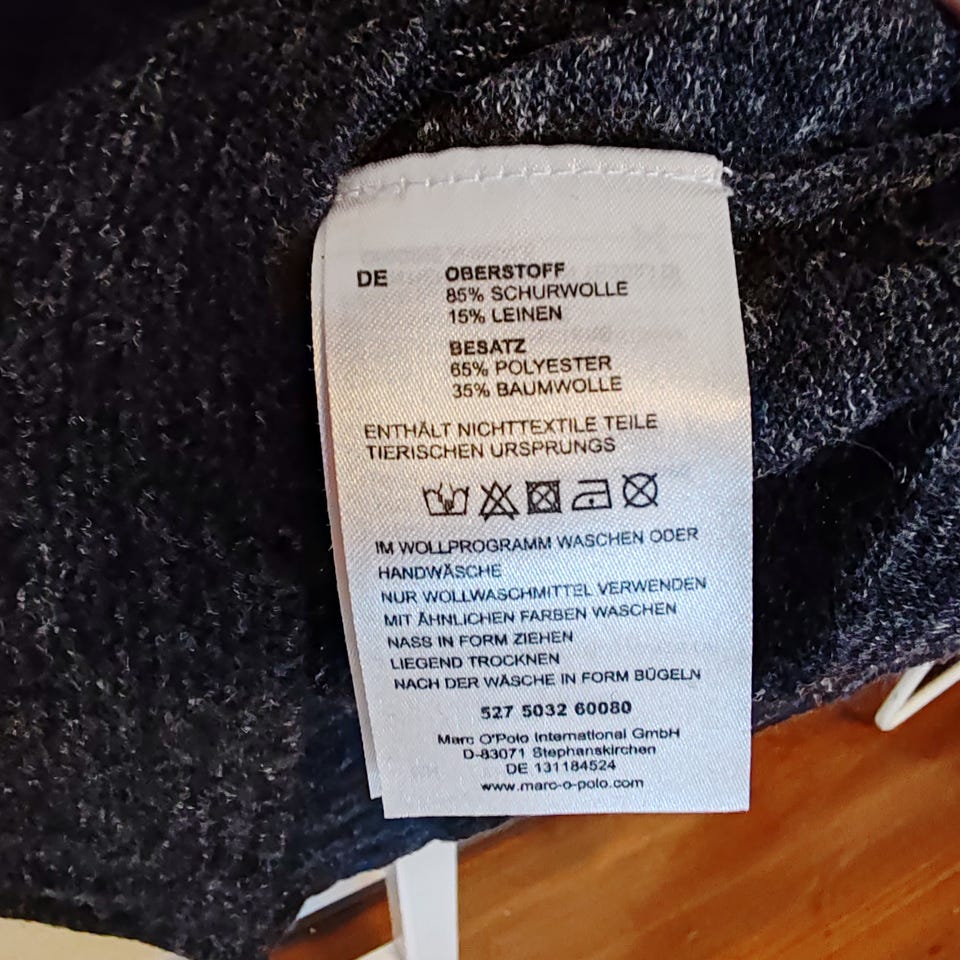 DE OBERSTOFF
85% SCHURWOLLE
15% LEINEN
BESATZ
65% POLYESTER
35% BAUMWOLLE
ENTHÄLT NICHTTEXTILE TEILE
TIERISCHEN URSPRUNGS
IM WOLLPROGRAMM WASCHEN ODER
HANDWÄSCHE
NUR WOLLWASCHMITTEL VERWENDEN
MIT ÄHNLICHEN FARBEN WASCHEN
NASS IN FORM ZIEHEN
LIEGEND TROCKNEN
NACH DER WÄSCHE IN FORM BÜGELN
527 5032 60080
Marc O'Polo International GmbH
D-83071 Stephanskirchen
DE 131184524
www.marc-o-polo.com